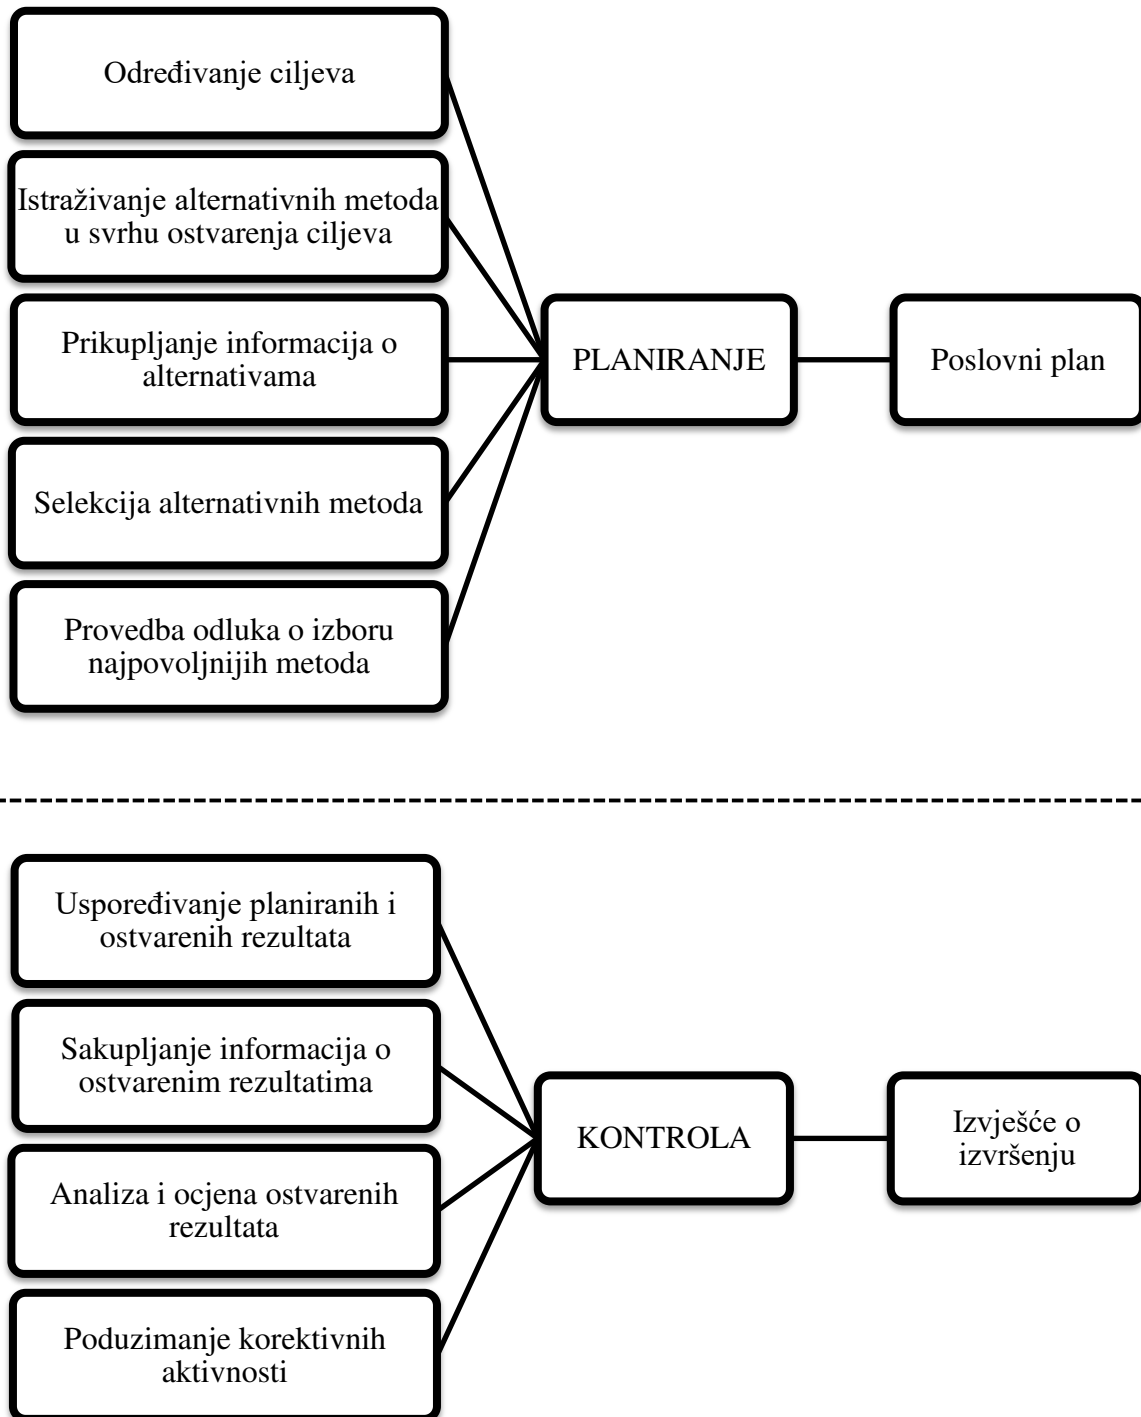 Određivanje ciljeva
Istraživanje alternativnih metoda
u svrhu ostvarenja ciljeva
Prikupljanje informacija o
alternativama
Selekcija alternativnih metoda
Provedba odluka o izboru
najpovoljnijih metoda
PLANIRANJE
Poslovni plan
Uspoređivanje planiranih i
ostvarenih rezultata
Sakupljanje informacija o
ostvarenim rezultatima
Analiza i ocjena ostvarenih
rezultata
Poduzimanje korektivnih
aktivnosti
KONTROLA
Izvješće o
izvršenju